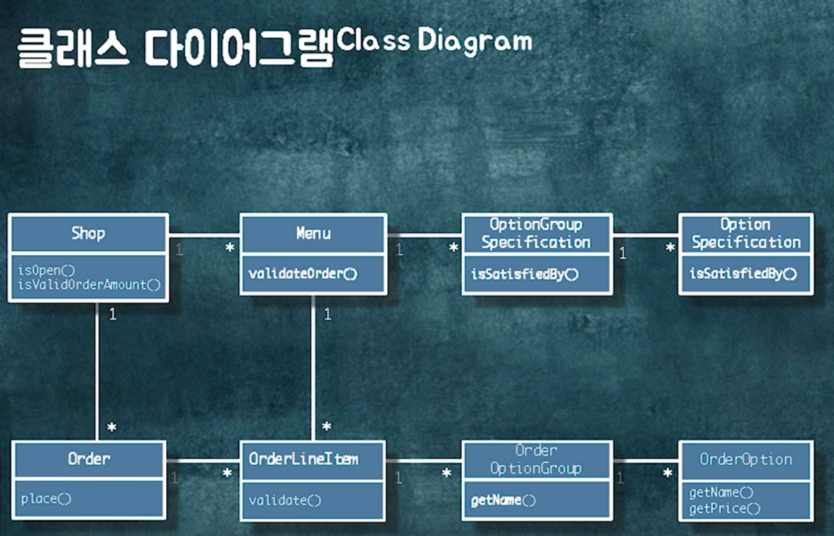 클래스 다이어그램Class Diagram
Shop
isOpen()
isValidOrderAmount()
1
*
Menu
validateOrder()
1
*
OptionGroup
Specification
isSatisfiedBy()
1
*
Option
Specification
isSatisfiedBy()
1
*
1
*
Order
place()
1
*
OrderLineItem
validate()
1
*
Order
OptionGroup
getName()
1
*
OrderOption
getName()
getPrice()